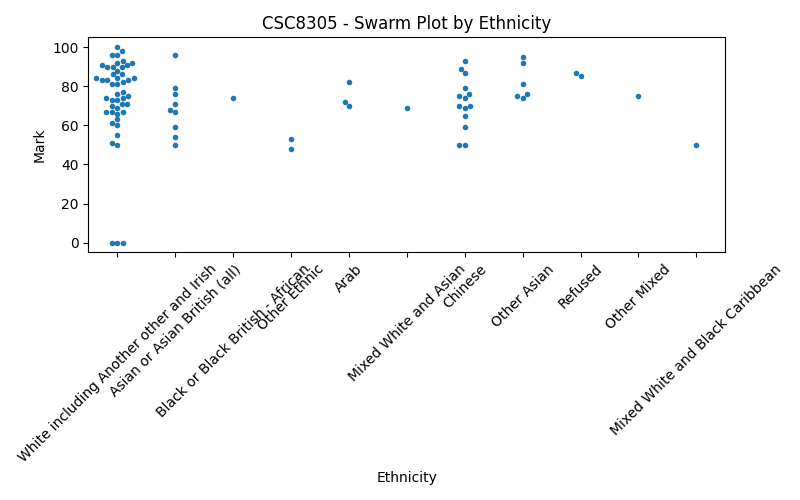 CSC8305 - Swarm Plot by Ethnicity
Mark
100
80
60
40
20
0
White including Another other and Irish
Asian or Asian British (all)
Black or Black British - African
Other Ethnic
Arab
Mixed White and Asian
Chinese
Other Asian
Refused
Other Mixed
Mixed White and Black Caribbean
Ethnicity